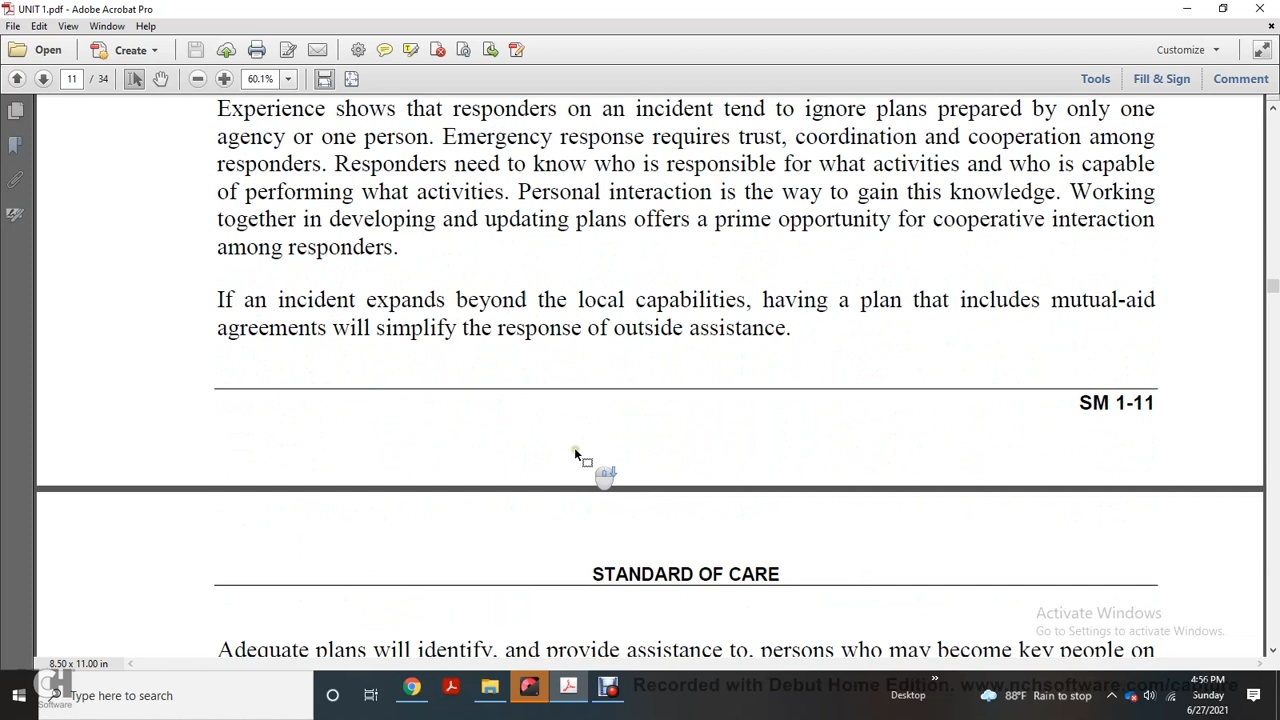 UNIT 1.pdf - Adobe Acrobat Pro
File Edit View Window Help
Open Create Customize
11 / 34 60.1% Tools Fill & Sign Comment
Experience shows that responders on an incident tend to ignore plans prepared by only one
agency or one person. Emergency response requires trust, coordination and cooperation among
responders. Responders need to know who is responsible for what activities and who is capable
of performing what activities. Personal interaction is the way to gain this knowledge. Working
together in developing and updating plans offers a prime opportunity for cooperative interaction
among responders.
If an incident expands beyond the local capabilities, having a plan that includes mutual-aid
agreements will simplify the response of outside assistance.
SM 1-11
STANDARD OF CARE
Activate Windows
Go to Settings to activate Windows.
Adequate plans will identify, and provide assistance to, persons who may become key people on
8.50 x 11.00 in
CH
Software
Type here to search
Recorded with Debut Home Edition. www.nchsoftware.com/capture
Desktop
88°F Rain to stop
4:56 PM
Sunday
6/27/2021